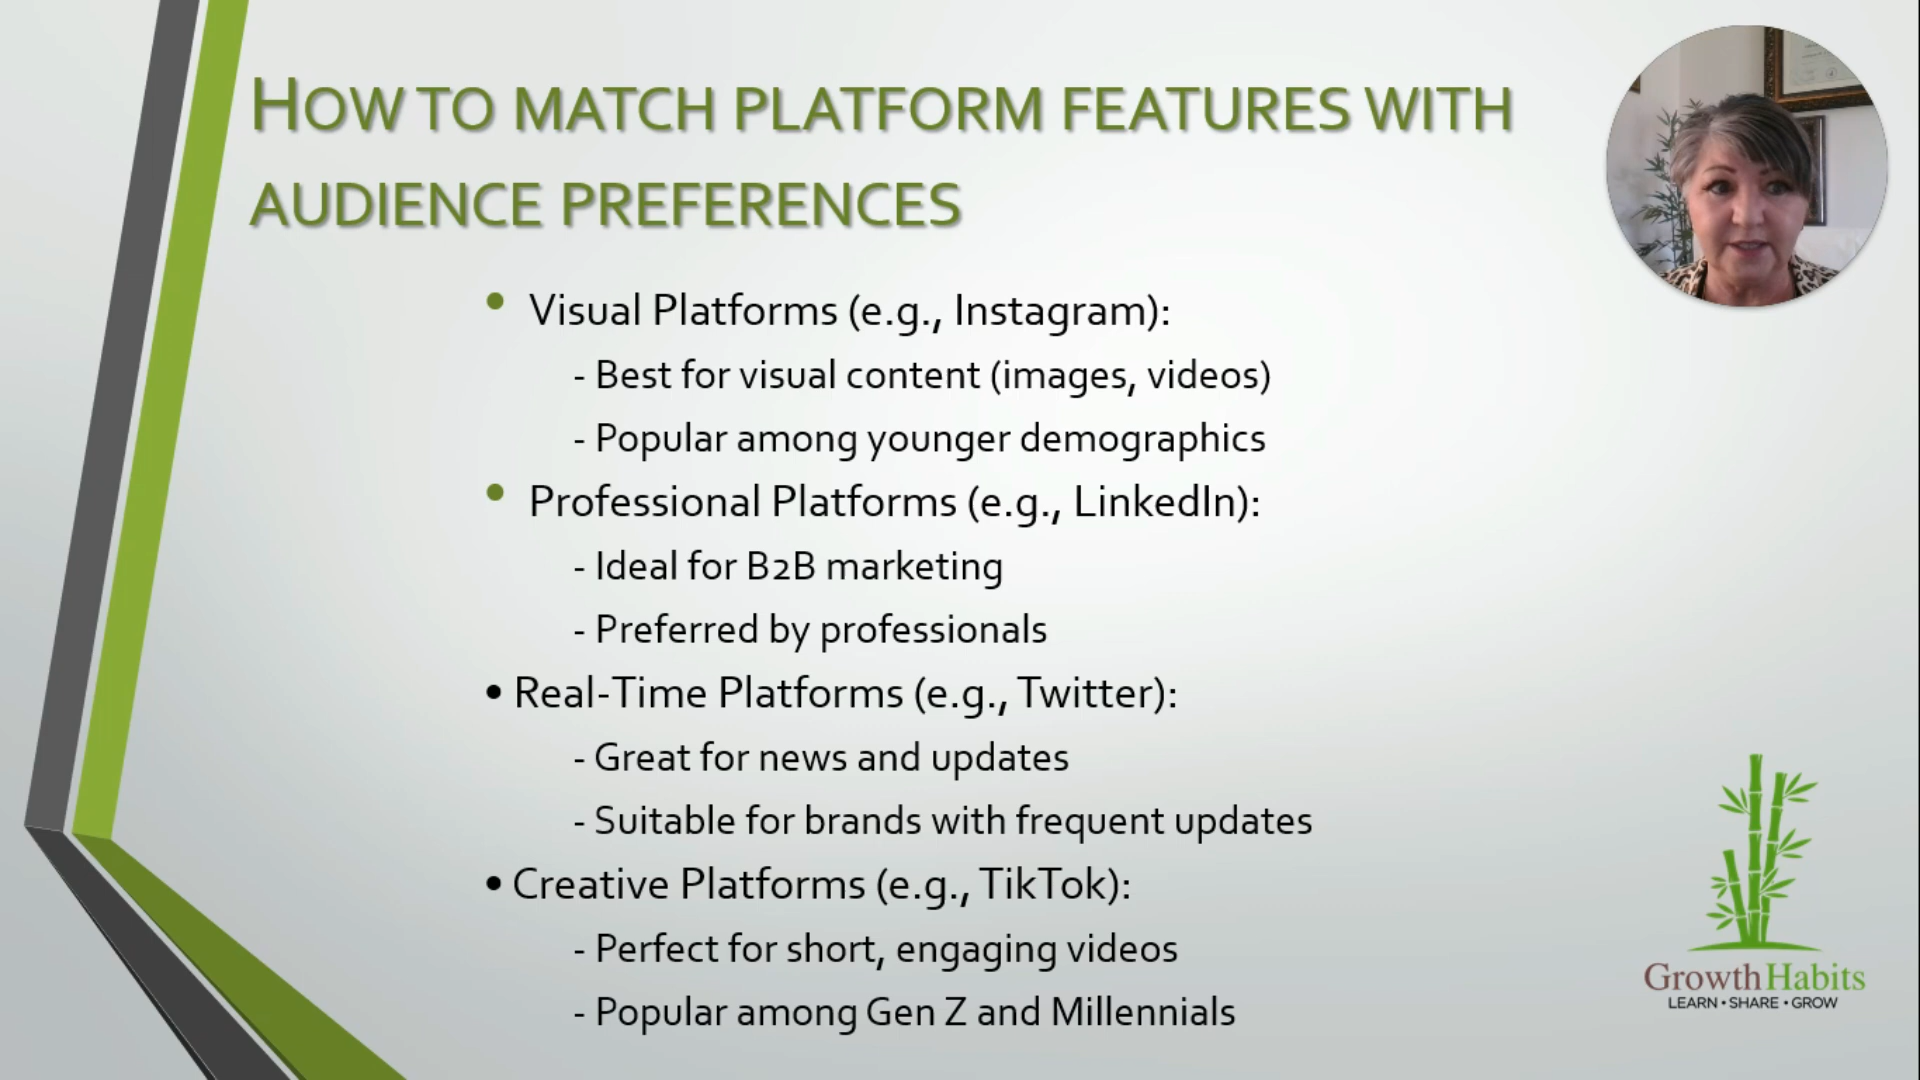 HOW TO MATCH PLATFORM FEATURES WITH
AUDIENCE PREFERENCES
• Visual Platforms (e.g., Instagram):
- Best for visual content (images, videos)
- Popular among younger demographics
• Professional Platforms (e.g., LinkedIn):
- Ideal for B2B marketing
- Preferred by professionals
• Real-Time Platforms (e.g., Twitter):
- Great for news and updates
- Suitable for brands with frequent updates
• Creative Platforms (e.g., TikTok):
- Perfect for short, engaging videos
- Popular among Gen Z and Millennials
Growth Habits
LEARN • SHARE • GROW